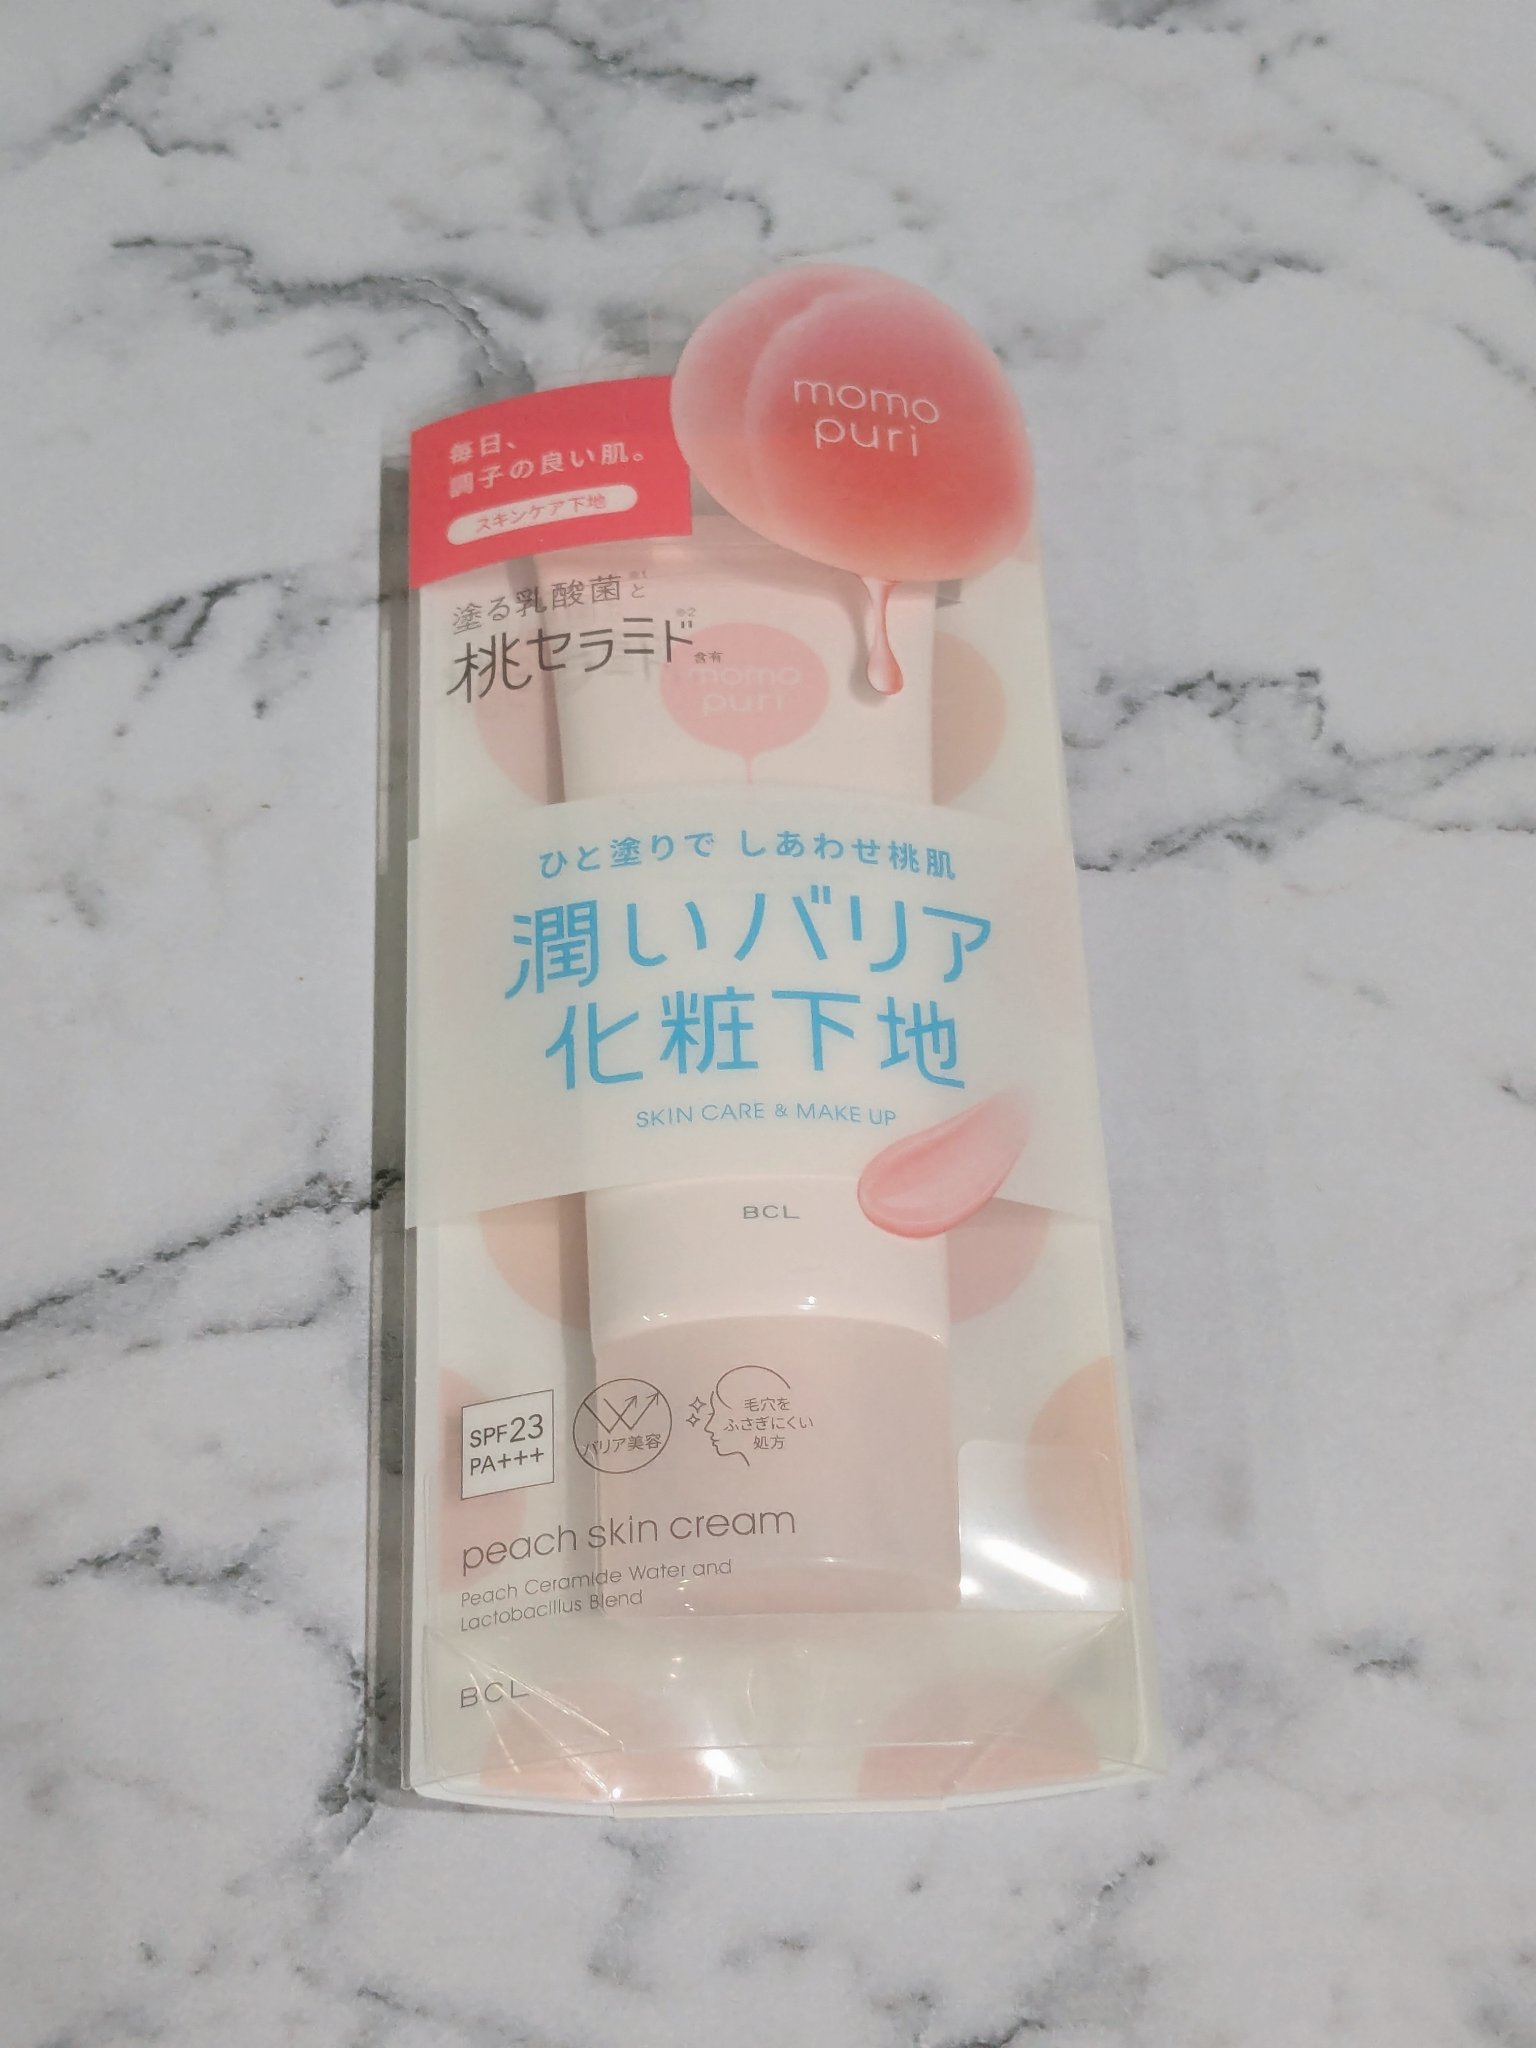 momo
puri
毎日、
調子の良い肌。
スキンケア下地
塗る乳酸菌※1と
桃セラミド※2含有
momo
puri
ひと塗りで しあわせ桃肌
潤いバリア
化粧下地
SKIN CARE & MAKE UP
BCL
SPF23
PA+++
バリア美容
毛穴を
ふさぎにくい
処方
peach skin cream
Peach Ceramide Water and
Lactobacillus Blend
BCL